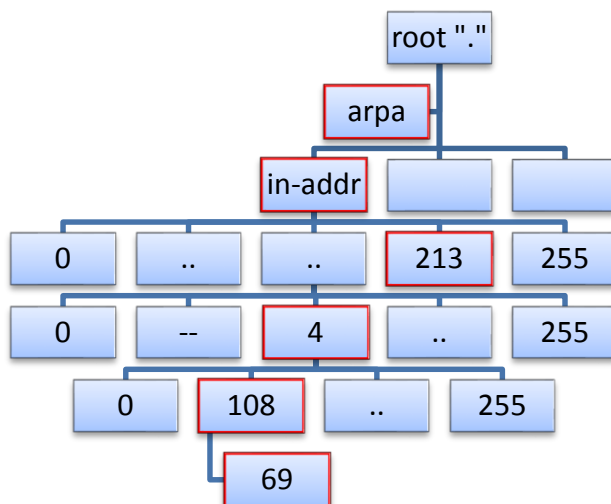 root "."
arpa
in-addr
0 .. .. 213 255
0 -- 4 .. 255
0 108 .. 255
69